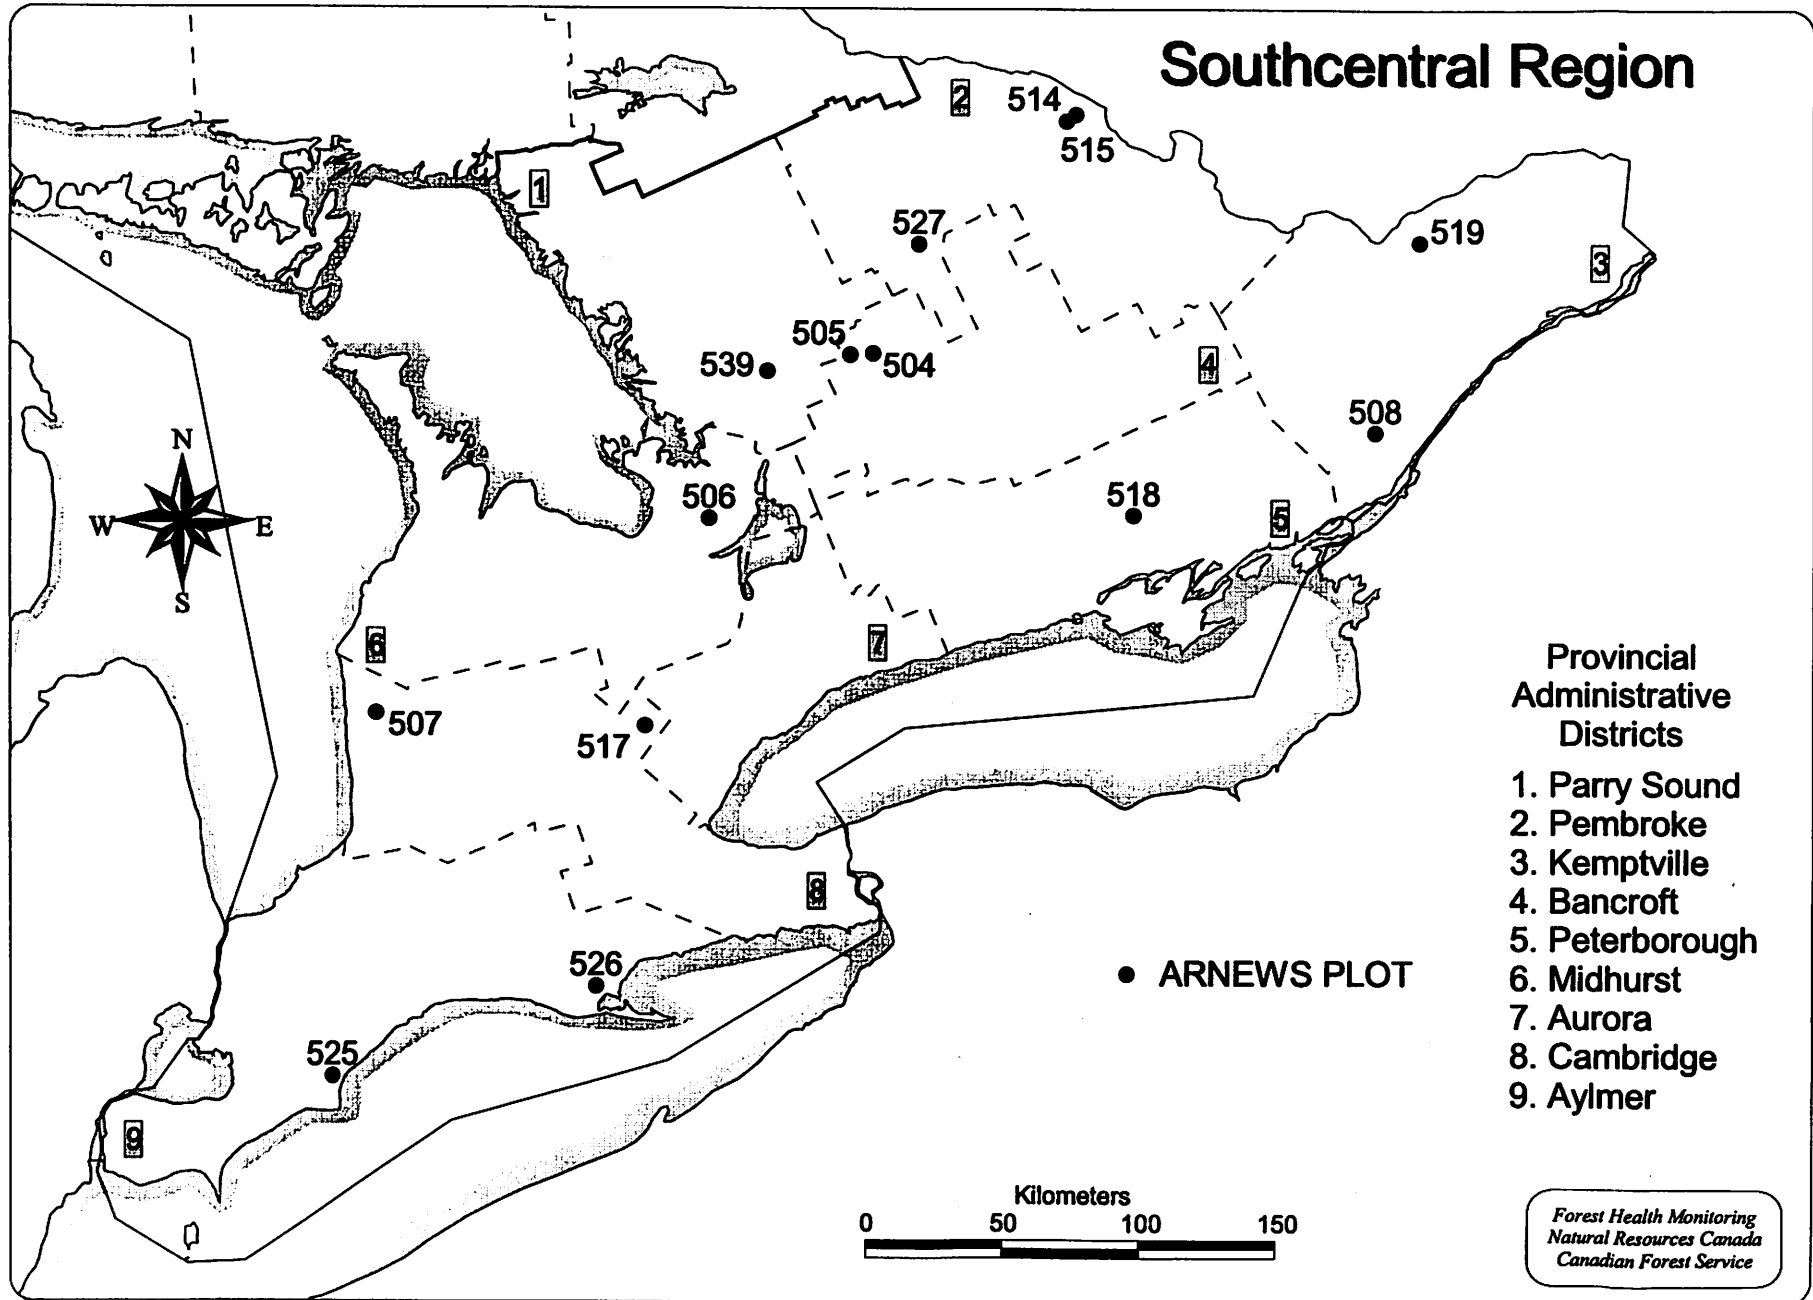 Southcentral Region
2
514
515
1
527
519
3
505
504
539
4
508
N
W
E
S
506
518
5
6
7
507
517
Provincial
Administrative
Districts
1. Parry Sound
2. Pembroke
3. Kemptville
4. Bancroft
5. Peterborough
6. Midhurst
7. Aurora
8. Cambridge
9. Aylmer
8
526
ARNEWS PLOT
525
9
Kilometers
0 50 100 150
Forest Health Monitoring
Natural Resources Canada
Canadian Forest Service